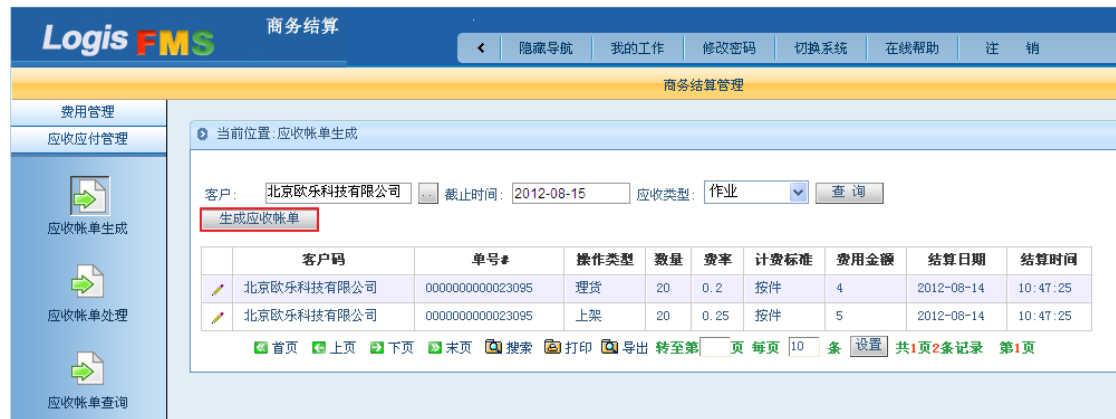 Logis FMS
商务结算
隐藏导航 我的工作 修改密码 切换系统 在线帮助 注 销
商务结算管理
费用管理
应收应付管理
当前位置:应收帐单生成
客户: 北京欧乐科技有限公司 .. 截止时间: 2012-08-15 应收类型: 作业 查 询
生成应收帐单
应收帐单生成
客户码 单号# 操作类型 数量 费率 计费标准 费用金额 结算日期 结算时间
北京欧乐科技有限公司 0000000000023095 理货 20 0.2 按件 4 2012-08-14 10:47:25
北京欧乐科技有限公司 0000000000023095 上架 20 0.25 按件 5 2012-08-14 10:47:25
首页 上页 下页 末页 搜索 打印 导出 转至第 页 每页 10 条 设置 共1页2条记录 第1页
应收帐单处理
应收帐单查询